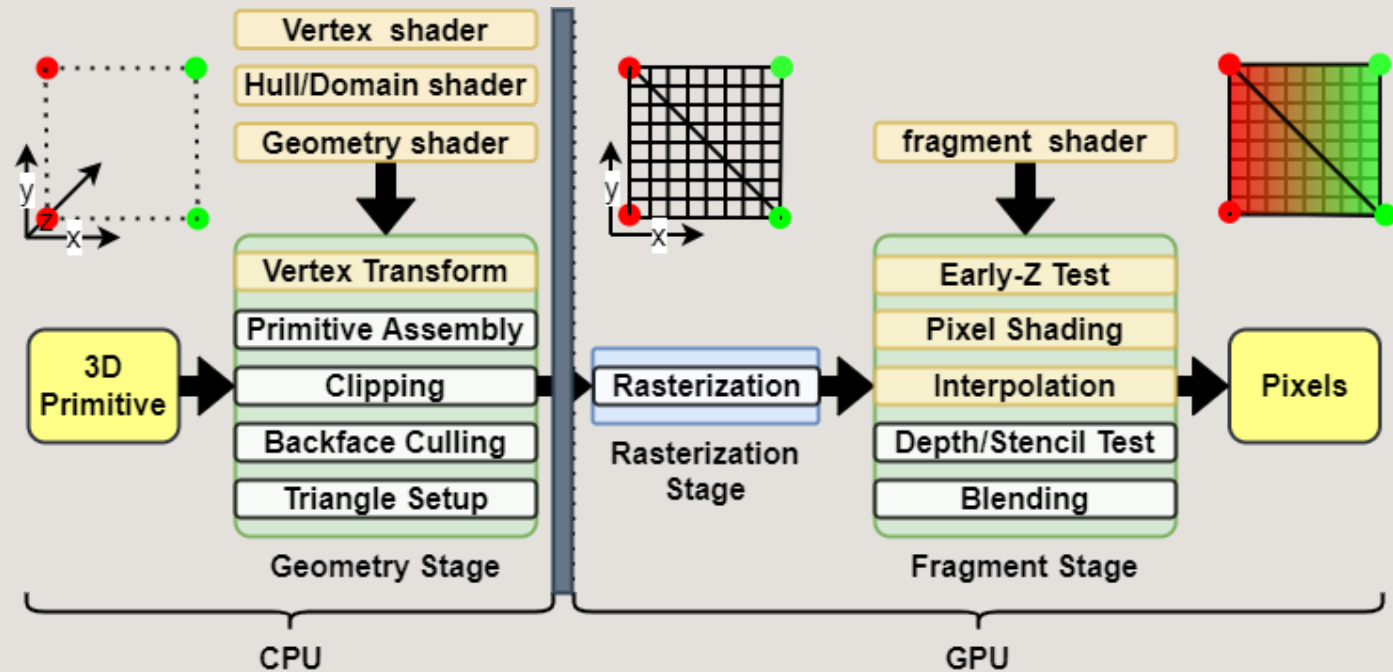 Vertex shader
Hull/Domain shader
Geometry shader
y
z
x
Vertex Transform
Primitive Assembly
Clipping
Backface Culling
Triangle Setup
3D
Primitive
Geometry Stage
CPU
y
x
Rasterization
Rasterization
Stage
fragment shader
Early-Z Test
Pixel Shading
Interpolation
Depth/Stencil Test
Blending
Fragment Stage
Pixels
GPU